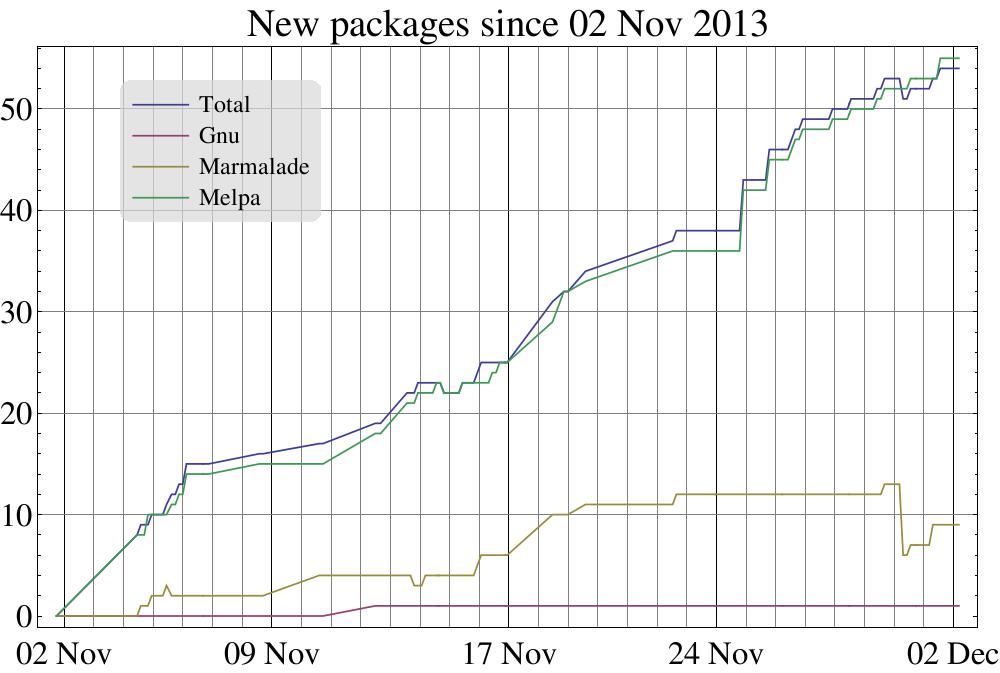 New packages since 02 Nov 2013
Total
Gnu
Marmalade
Melpa
50
40
30
20
10
0
02 Nov 09 Nov 17 Nov 24 Nov 02 Dec